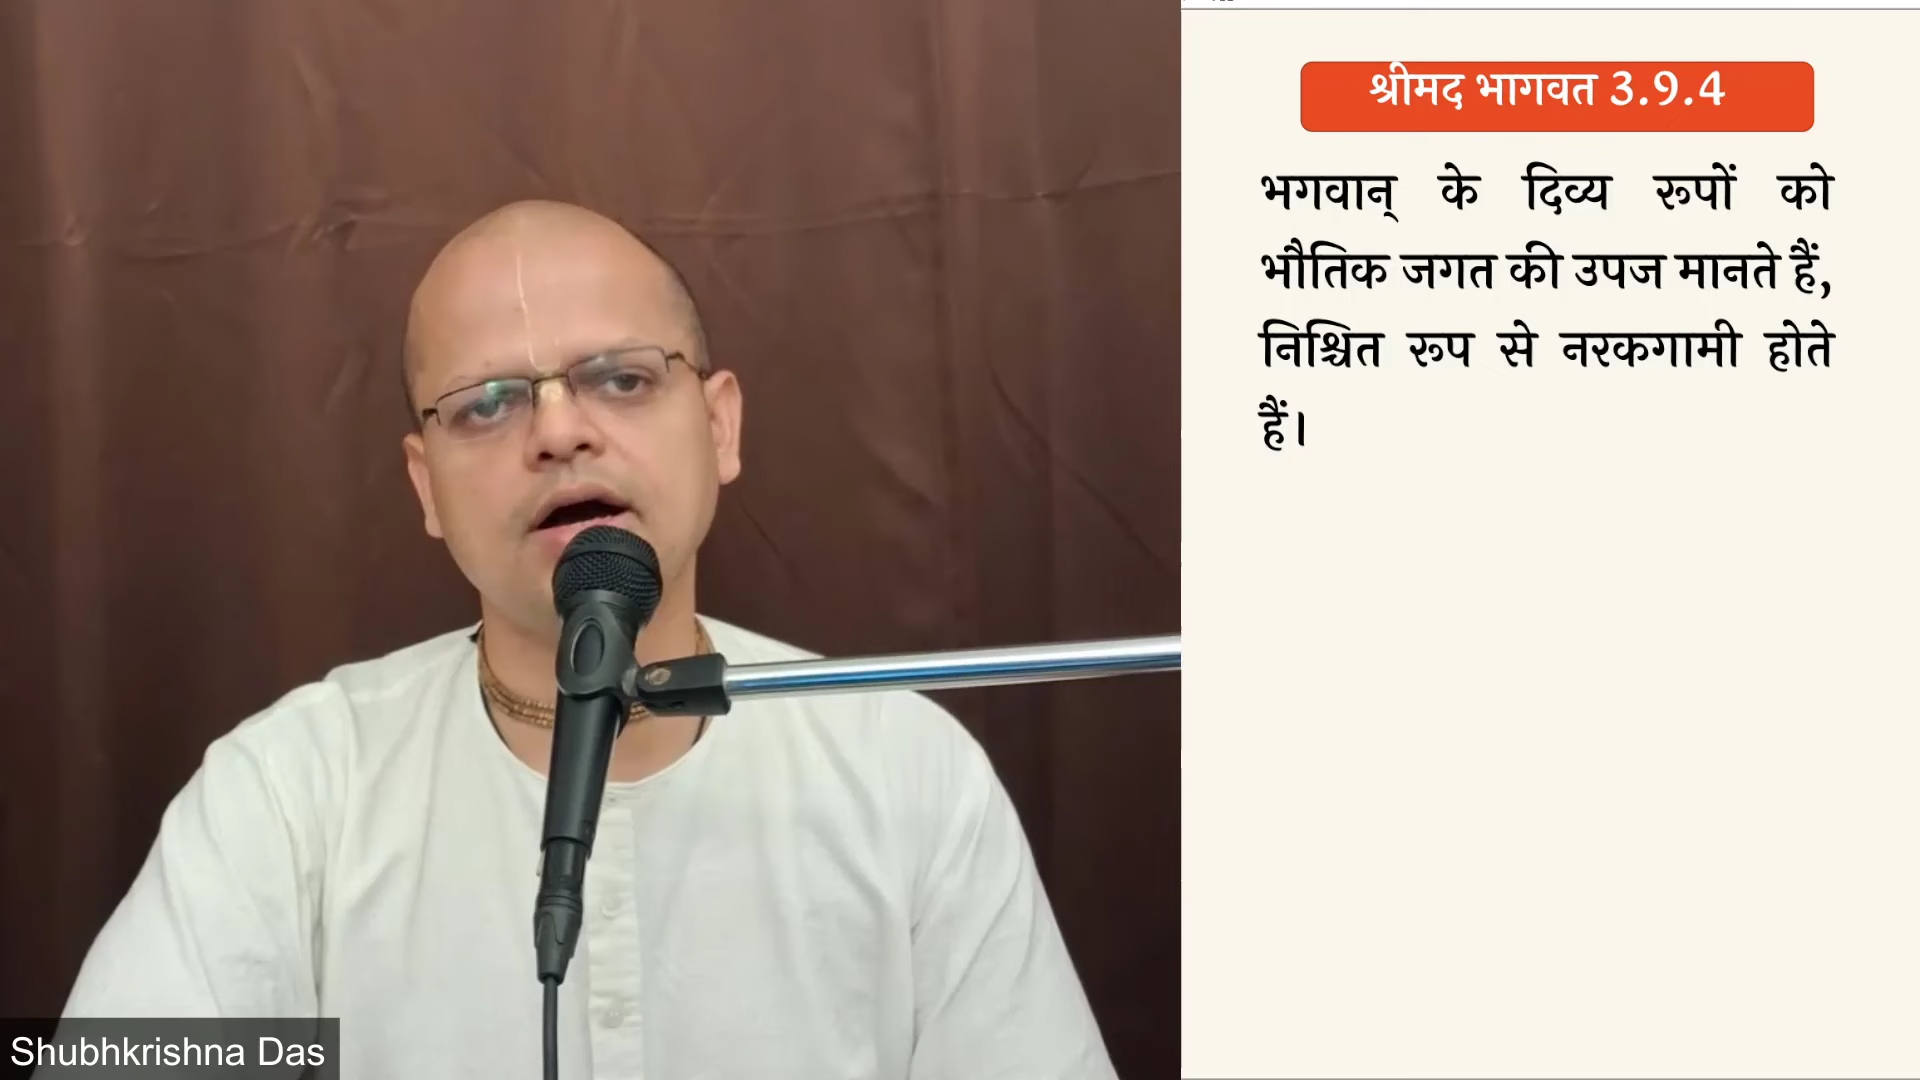 श्रीमद भागवत 3.9.4
भगवान् के दिव्य रूपों को
भौतिक जगत की उपज मानते हैं,
निश्चित रूप से नरकगामी होते
हैं।
Shubhkrishna Das